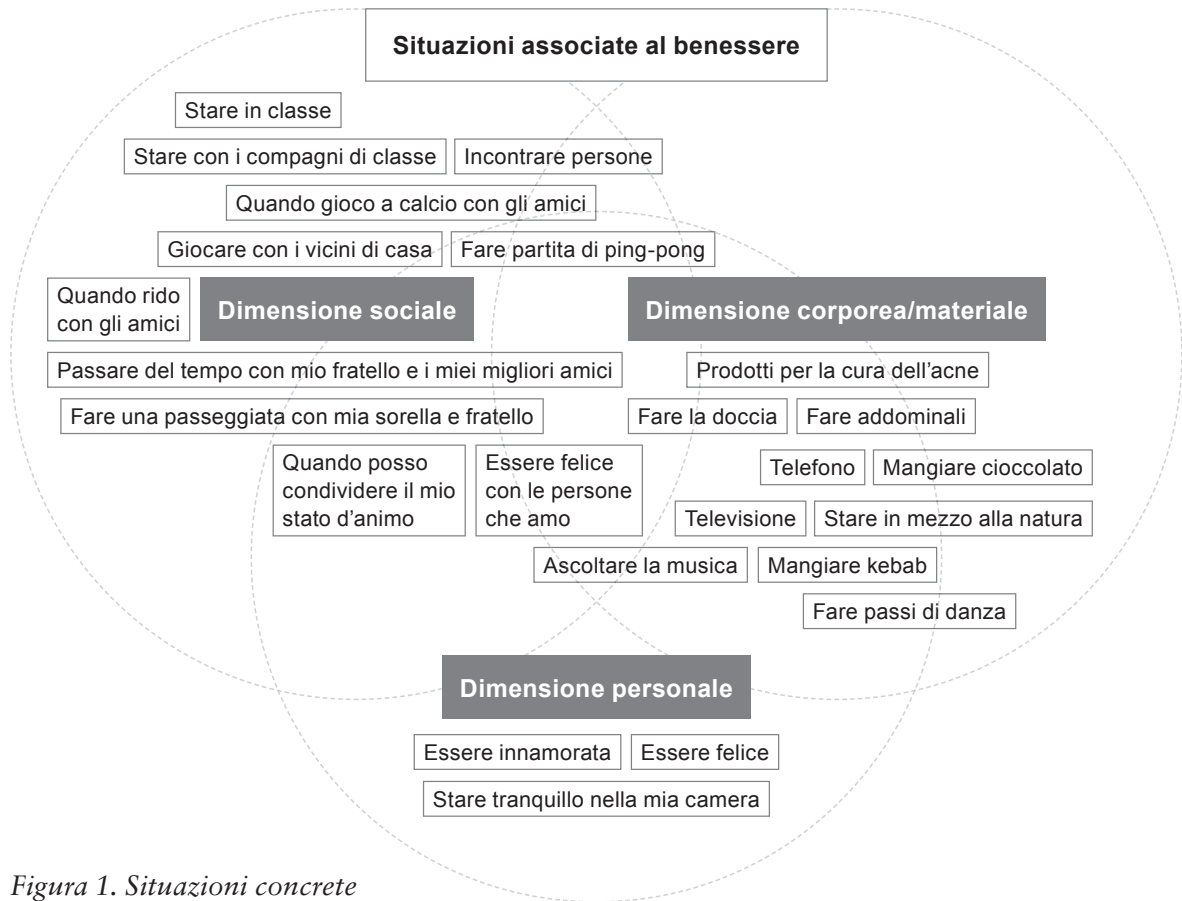 Situazioni associate al benessere
Stare in classe
Stare con i compagni di classe
Incontrare persone
Quando gioco a calcio con gli amici
Giocare con i vicini di casa
Fare partita di ping-pong
Quando rido
con gli amici
Dimensione sociale
Dimensione corporea/materiale
Passare del tempo con mio fratello e i miei migliori amici
Prodotti per la cura dell'acne
Fare una passeggiata con mia sorella e fratello
Fare la doccia
Fare addominali
Quando posso
condividere il mio
stato d'animo
Essere felice
con le persone
che amo
Telefono
Mangiare cioccolato
Televisione
Stare in mezzo alla natura
Ascoltare la musica
Mangiare kebab
Fare passi di danza
Dimensione personale
Essere innamorata
Essere felice
Stare tranquillo nella mia camera
Figura 1. Situazioni concrete